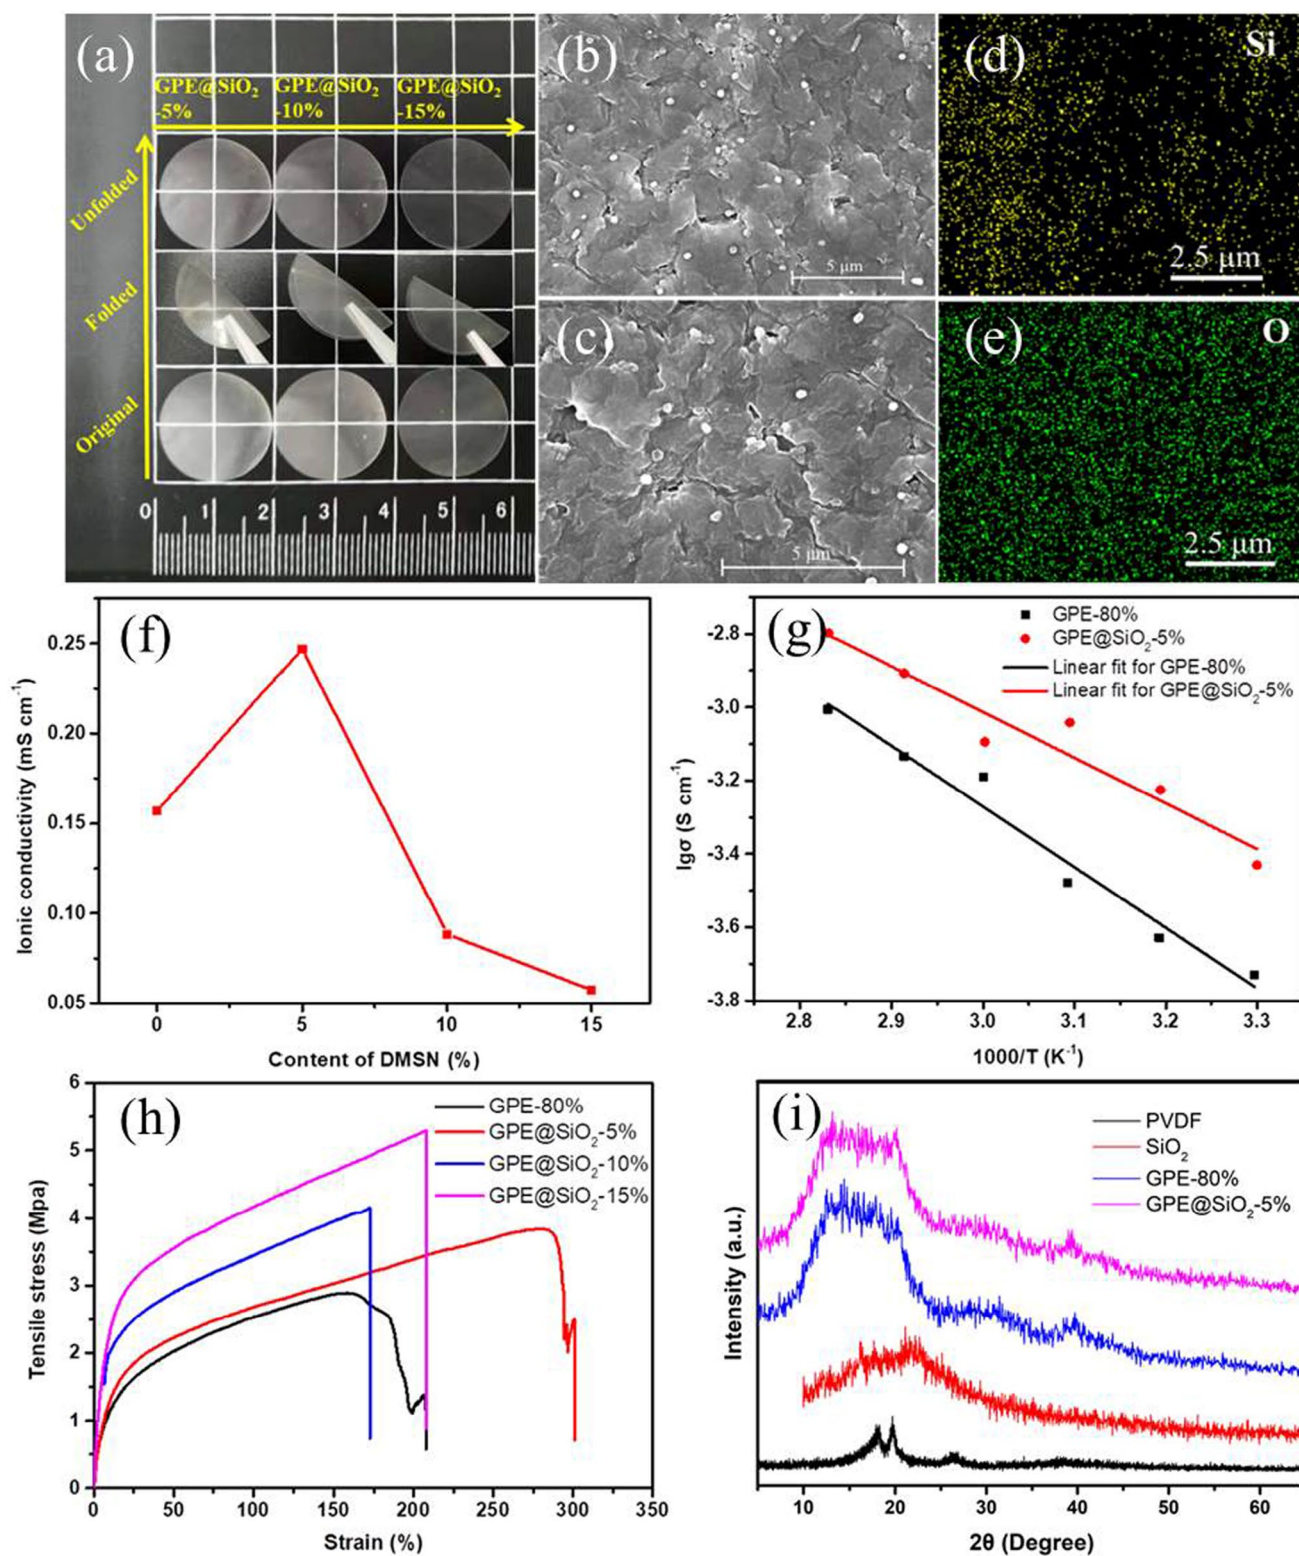 (a)
GPE@SiO₂ GPE@SiO₂ GPE@SiO₂
-5% -10% -15%
Unfolded
Folded
Original
0 1 2 3 4 5 6
(b)
5 μm
(c)
5 μm
(d)
Si
2.5 μm
(e)
O
2.5 μm
(f)
Ionic conductivity (mS cm⁻¹)
0.25
0.20
0.15
0.10
0.05
0 5 10 15
Content of DMSN (%)
(g)
GPE-80%
GPE@SiO₂-5%
Linear fit for GPE-80%
Linear fit for GPE@SiO₂-5%
lgσ (S cm⁻¹)
-2.8
-3.0
-3.2
-3.4
-3.6
-3.8
2.8 2.9 3.0 3.1 3.2 3.3
1000/T (K⁻¹)
(h)
GPE-80%
GPE@SiO₂-5%
GPE@SiO₂-10%
GPE@SiO₂-15%
Tensile stress (Mpa)
6
5
4
3
2
1
0
0 50 100 150 200 250 300 350
Strain (%)
(i)
PVDF
SiO₂
GPE-80%
GPE@SiO₂-5%
Intensity (a.u.)
10 20 30 40 50 60
2θ (Degree)